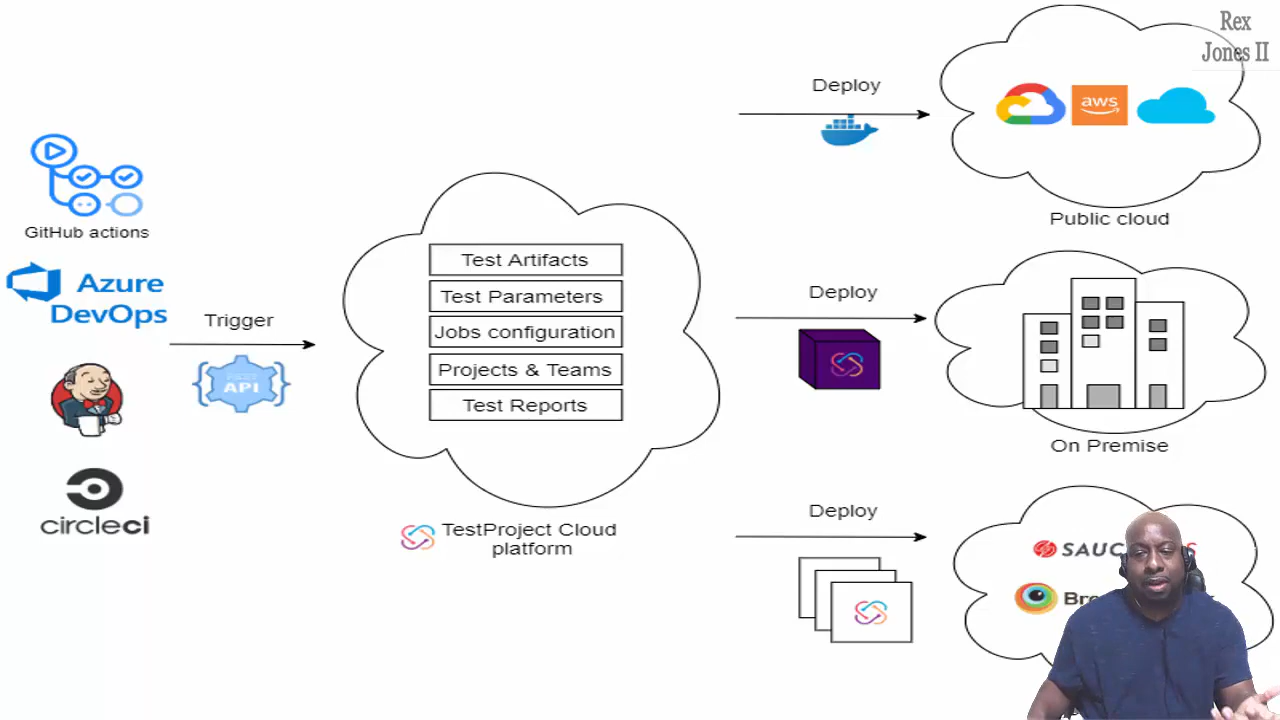 Rex
Jones II
GitHub actions
Azure
DevOps
circleci
Trigger
API
Test Artifacts
Test Parameters
Jobs configuration
Projects & Teams
Test Reports
TestProject Cloud
platform
Deploy
aws
Public cloud
Deploy
On Premise
Deploy